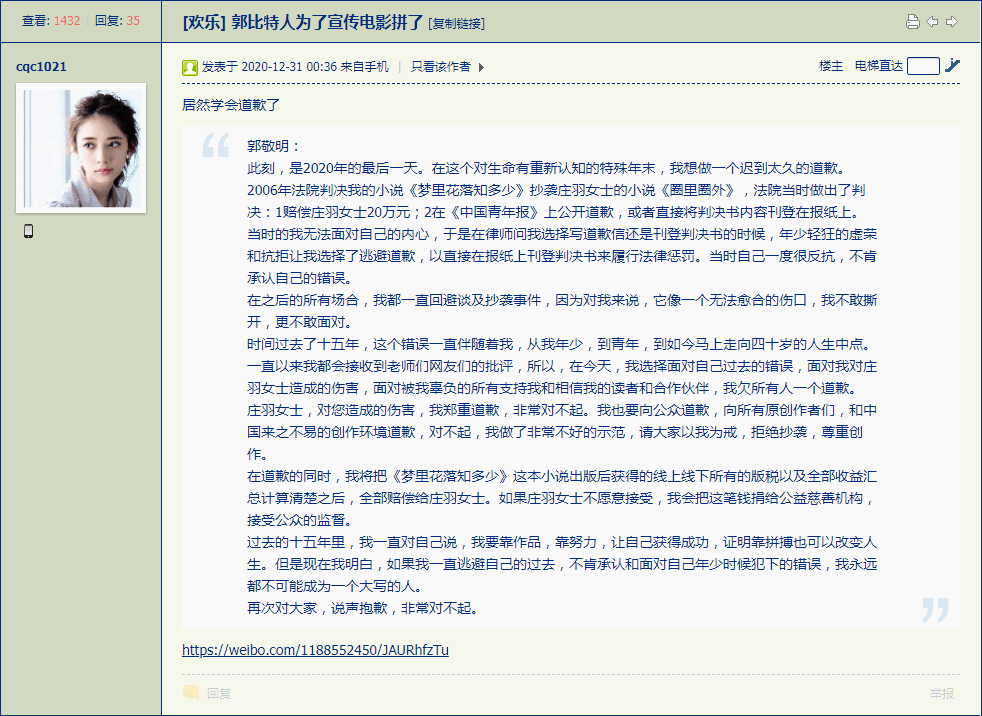 查看: 1432 | 回复: 35
[欢乐] 郭比特人为了宣传电影拼了 [复制链接]
cqc1021
发表于 2020-12-31 00:36 来自手机 | 只看该作者
楼主 电梯直达
居然学会道歉了
郭敬明：
此刻，是2020年的最后一天。在这个对生命有重新认知的特殊年末，我想做一个迟到太久的道歉。
2006年法院判决我的小说《梦里花落知多少》抄袭庄羽女士的小说《圈里圈外》，法院当时做出了判
决：1赔偿庄羽女士20万元；2在《中国青年报》上公开道歉，或者直接将判决书内容刊登在报纸上。
当时的我无法面对自己的内心，于是在律师问我选择写道歉信还是刊登判决书的时候，年少轻狂的虚荣
和抗拒让我选择了逃避道歉，以直接在报纸上刊登判决书来履行法律惩罚。当时自己一度很反抗，不肯
承认自己的错误。
在之后的所有场合，我都一直回避谈及抄袭事件，因为对我来说，它像一个无法愈合的伤口，我不敢撕
开，更不敢面对。
时间过去了十五年，这个错误一直伴随着我，从我年少，到青年，到如今马上走向四十岁的人生中点。
一直以来我都会接收到老师们网友们的批评，所以，在今天，我选择面对自己过去的错误，面对我对庄
羽女士造成的伤害，面对被我辜负的所有支持我和相信我的读者和合作伙伴，我欠所有人一个道歉。
庄羽女士，对您造成的伤害，我郑重道歉，非常对不起。我也要向公众道歉，向所有原创作者们，和中
国来之不易的创作环境道歉，对不起，我做了非常不好的示范，请大家以我为戒，拒绝抄袭，尊重创
作。
在道歉的同时，我将把《梦里花落知多少》这本小说出版后获得的线上线下所有的版税以及全部收益汇
总计算清楚之后，全部赔偿给庄羽女士。如果庄羽女士不愿意接受，我会把这笔钱捐给公益慈善机构，
接受公众的监督。
过去的十五年里，我一直对自己说，我要靠作品，靠努力，让自己获得成功，证明靠拼搏也可以改变人
生。但是现在我明白，如果我一直逃避自己的过去，不肯承认和面对自己年少时候犯下的错误，我永远
都不可能成为一个大写的人。
再次对大家，说声抱歉，非常对不起。
https://weibo.com/1188552450/JAURhfzTu
回复
举报